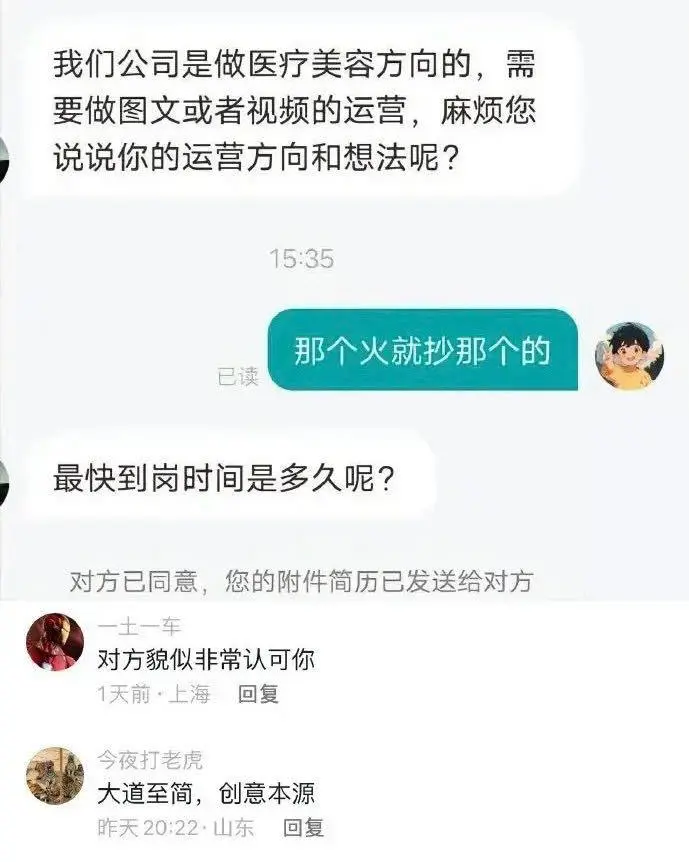 我们公司是做医疗美容方向的，需
要做图文或者视频的运营，麻烦您
说说你的运营方向和想法呢？
15:35
那个火就抄那个的
已读
最快到岗时间是多久呢？
对方已同意，您的附件简历已发送给对方
一土一车
对方貌似非常认可你
1天前·上海 回复
今夜打老虎
大道至简，创意本源
昨天20:22·山东 回复